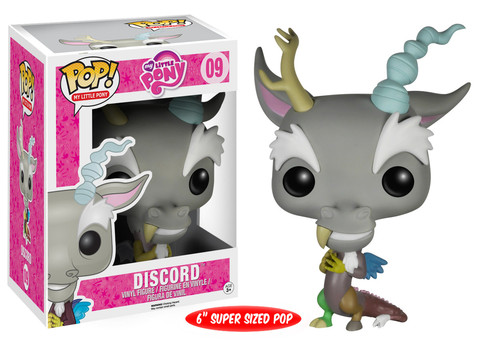 POP!
MY LITTLE PONY
my LITTLE PONY
09
DISCORD
DISCORD
VINYL FIGURE / FIGURINE EN VINYLE /
FIGURA DE VINIL
6" SUPER SIZED POP